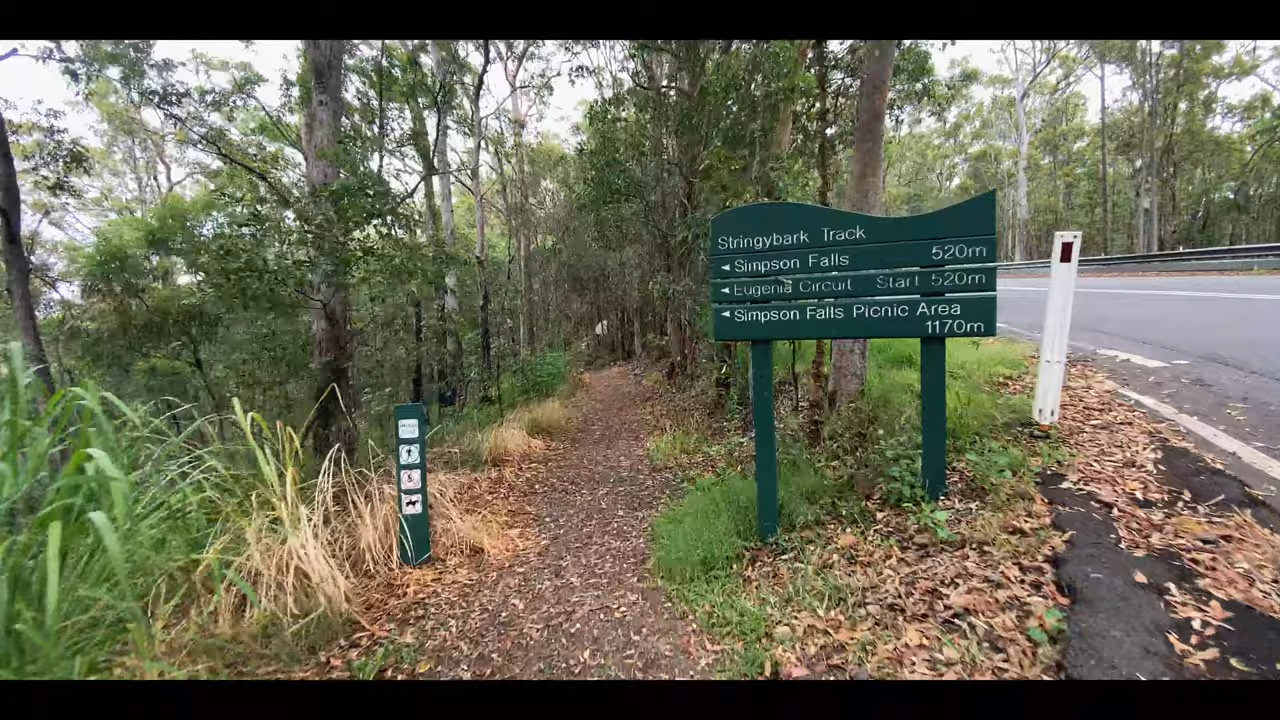 Stringybark Track
◄ Simpson Falls 520m
◄ Eugenia Circuit Start 520m
◄ Simpson Falls Picnic Area
1170m